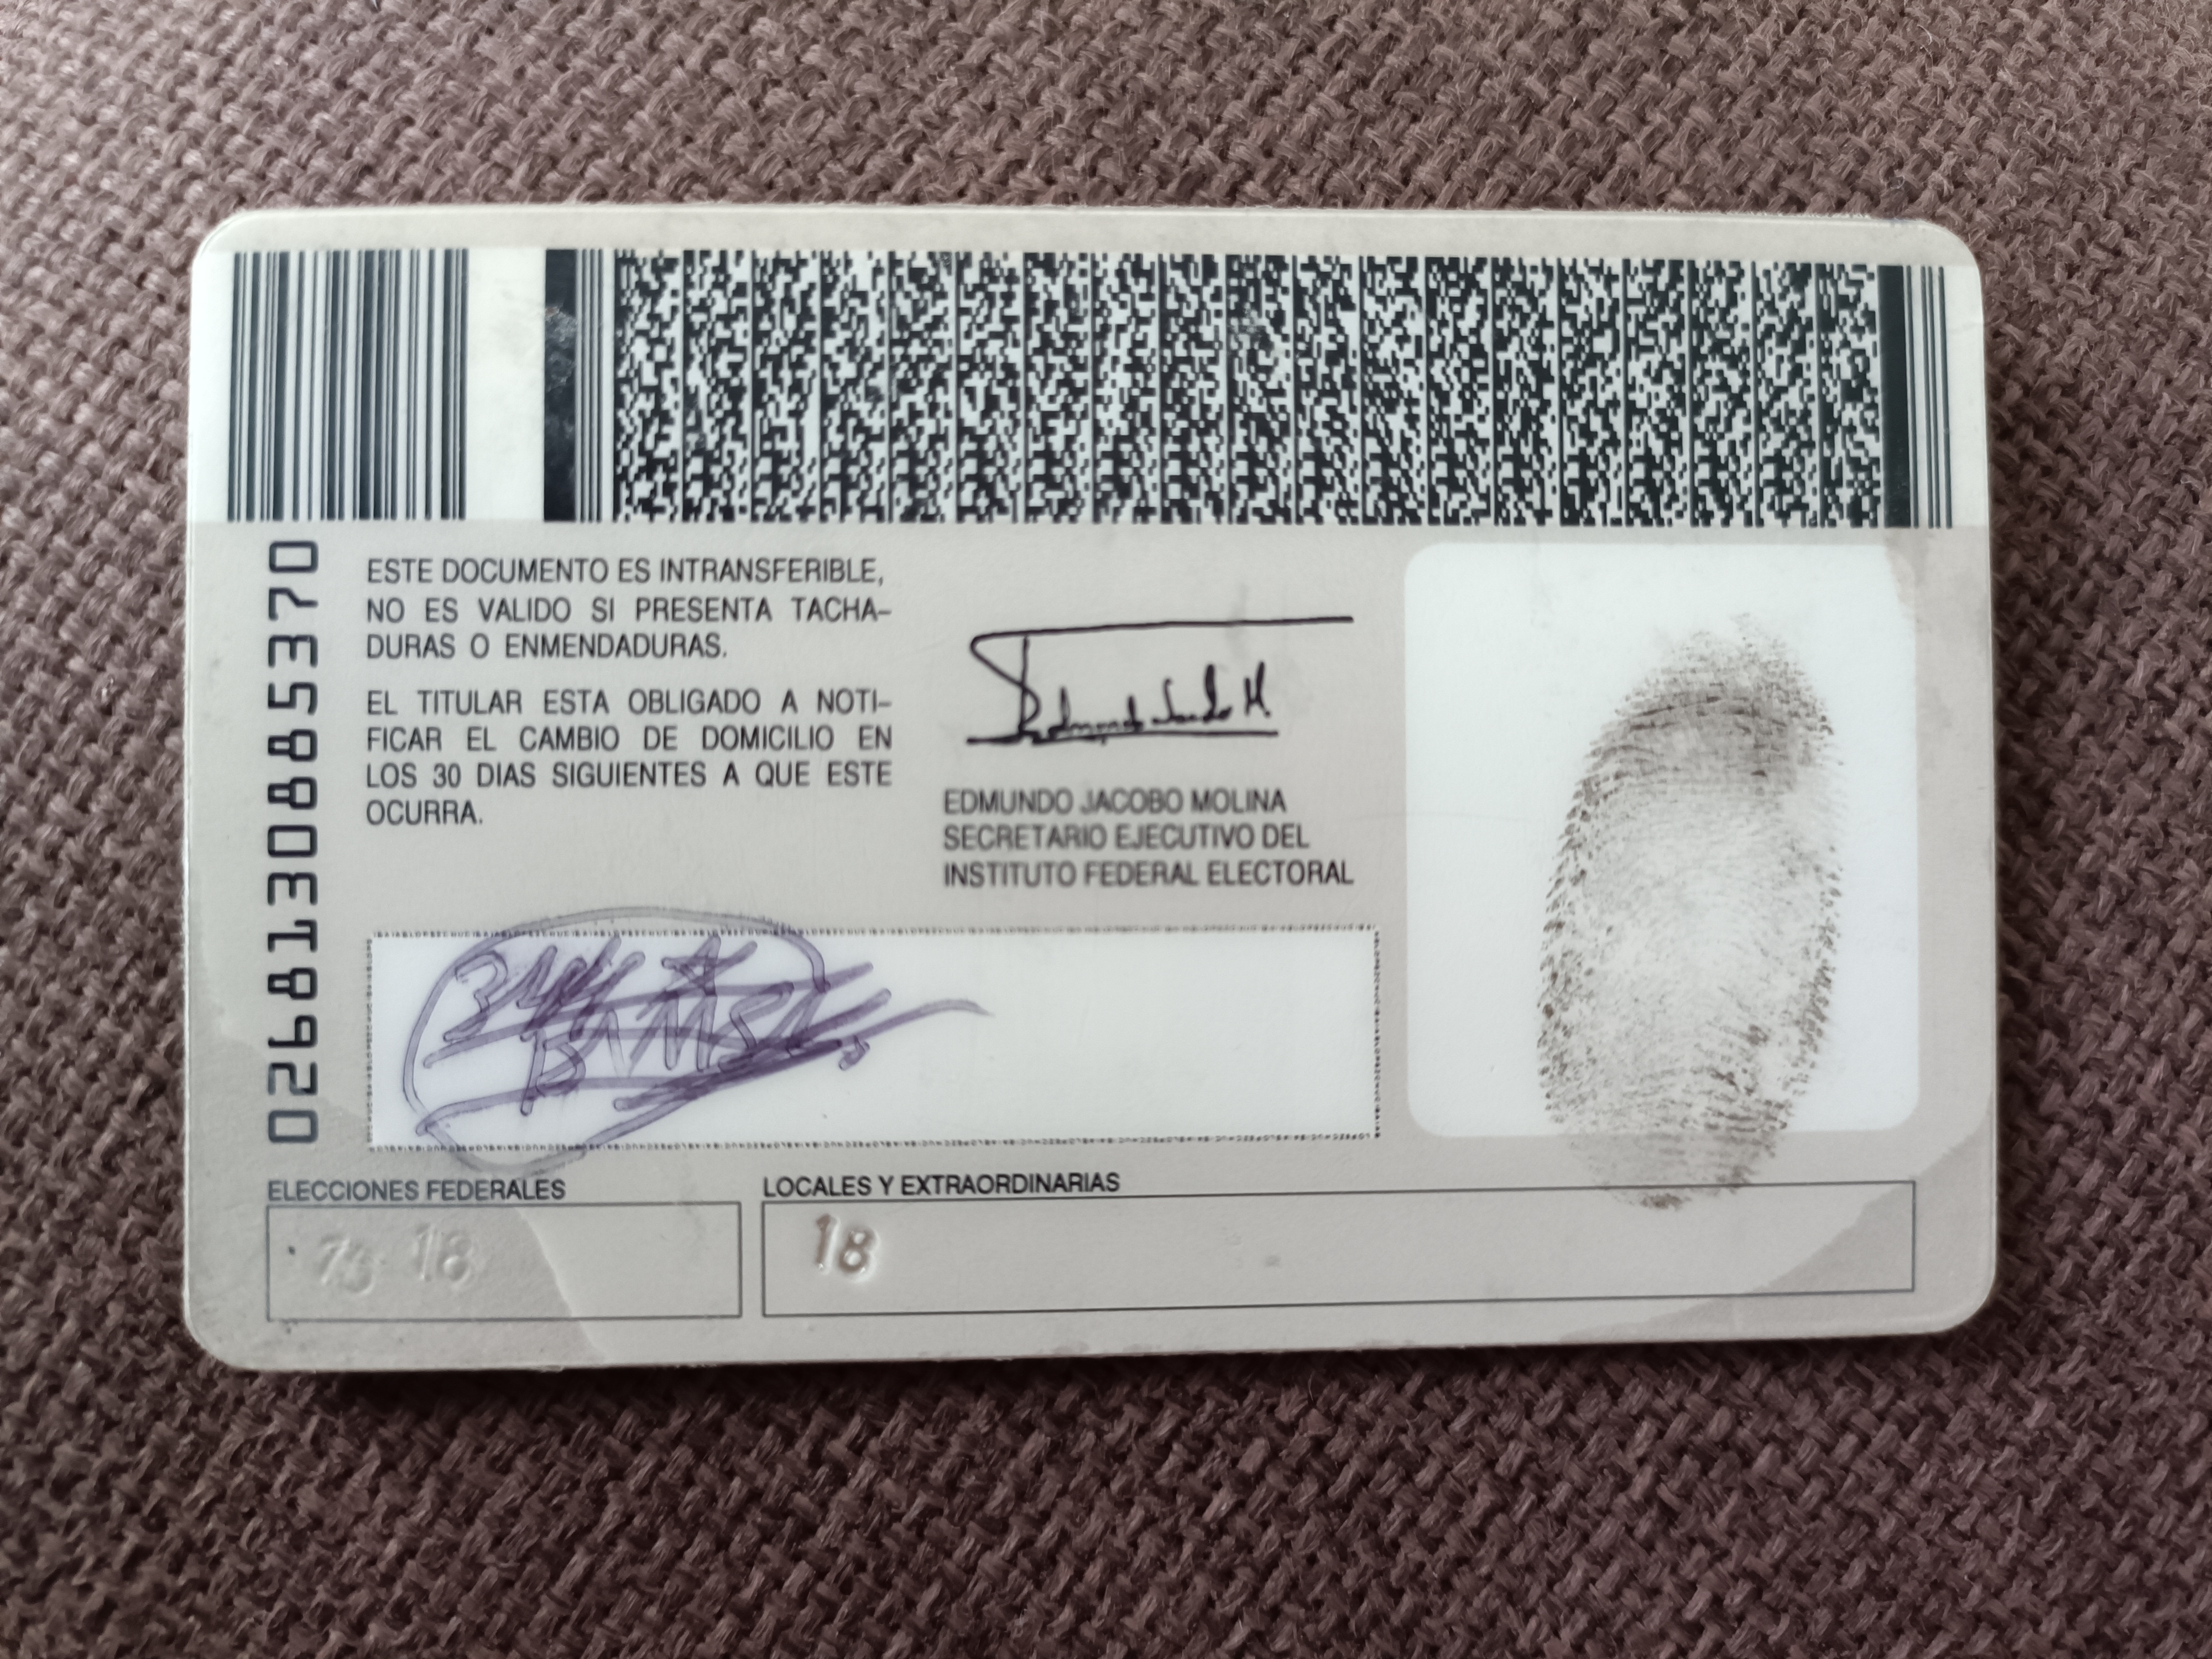 0268130885370
ESTE DOCUMENTO ES INTRANSFERIBLE,
NO ES VALIDO SI PRESENTA TACHA-
DURAS O ENMENDADURAS.
EL TITULAR ESTA OBLIGADO A NOTI-
FICAR EL CAMBIO DE DOMICILIO EN
LOS 30 DIAS SIGUIENTES A QUE ESTE
OCURRA.
EDMUNDO JACOBO MOLINA
SECRETARIO EJECUTIVO DEL
INSTITUTO FEDERAL ELECTORAL
ELECCIONES FEDERALES
18
LOCALES Y EXTRAORDINARIAS
18